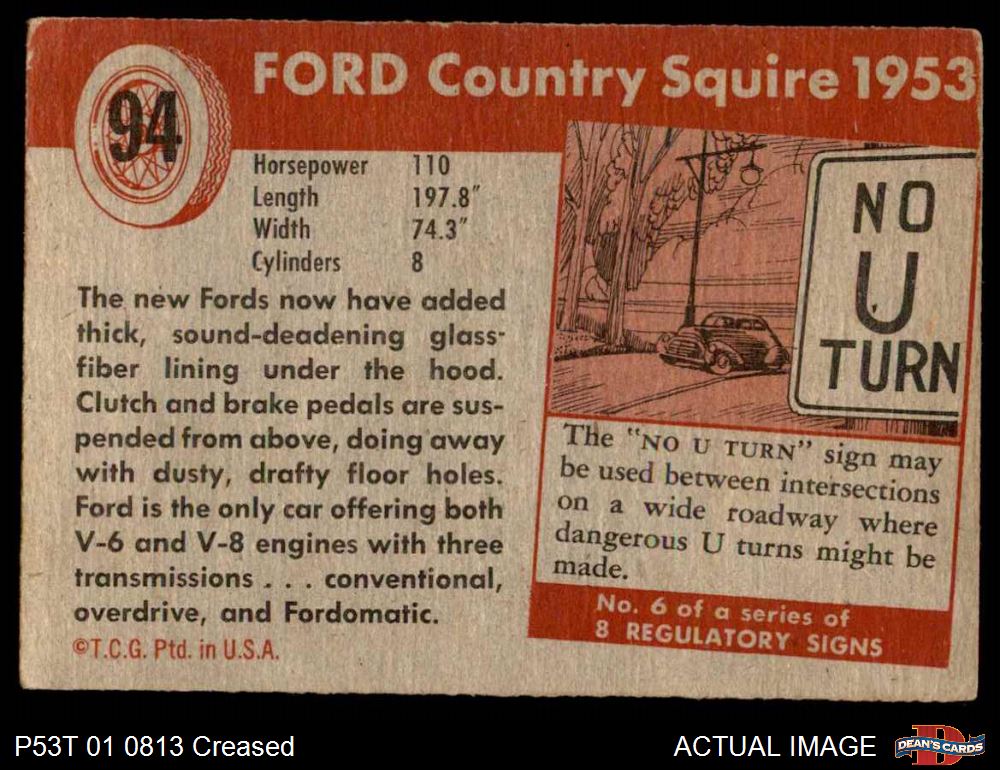 94
FORD Country Squire 1953
Horsepower 110
Length 197.8"
Width 74.3"
Cylinders 8
The new Fords now have added
thick, sound-deadening glass-
fiber lining under the hood.
Clutch and brake pedals are sus-
pended from above, doing away
with dusty, drafty floor holes.
Ford is the only car offering both
V-6 and V-8 engines with three
transmissions . . . conventional,
overdrive, and Fordomatic.
©T.C.G. Ptd. in U.S.A.
NO
U
TURN
The "NO U TURN" sign may
be used between intersections
on a wide roadway where
dangerous U turns might be
made.
No. 6 of a series of
8 REGULATORY SIGNS
P53T 01 0813 Creased
ACTUAL IMAGE
D
DEAN'S CARDS